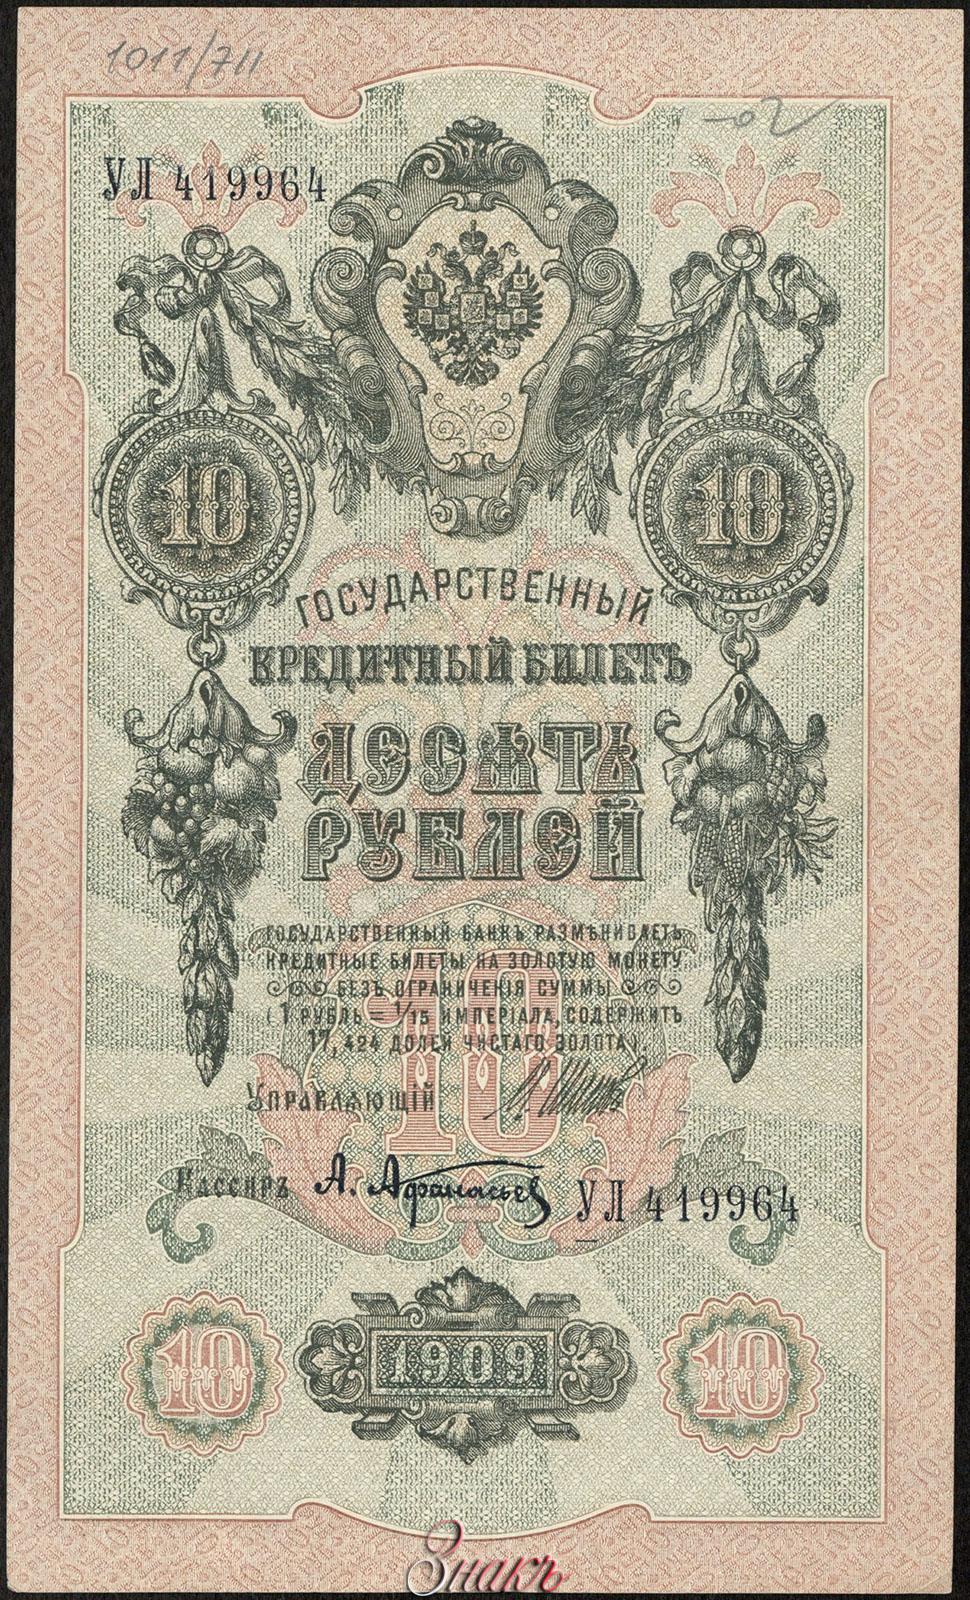 1011/711
УЛ 419964
10 10
ГОСУДАРСТВЕННЫЙ
КРЕДИТНЫЙ БИЛЕТЪ
ДЕСЯТЬ
РУБЛЕЙ
ГОСУДАРСТВЕННЫЙ БАНКЪ РАЗМѢНИВАЕТЪ
КРЕДИТНЫЕ БИЛЕТЫ НА ЗОЛОТУЮ МОНЕТУ
БЕЗЪ ОГРАНИЧЕНІЯ СУММЫ
(1 РУБЛЬ = 1/15 ИМПЕРІАЛА, СОДЕРЖИТЪ
17,424 ДОЛЕЙ ЧИСТАГО ЗОЛОТА).
10
УПРАВЛЯЮЩІЙ
КАССИРЪ А. Афанасьев
УЛ 419964
10 1909 10
Знакъ